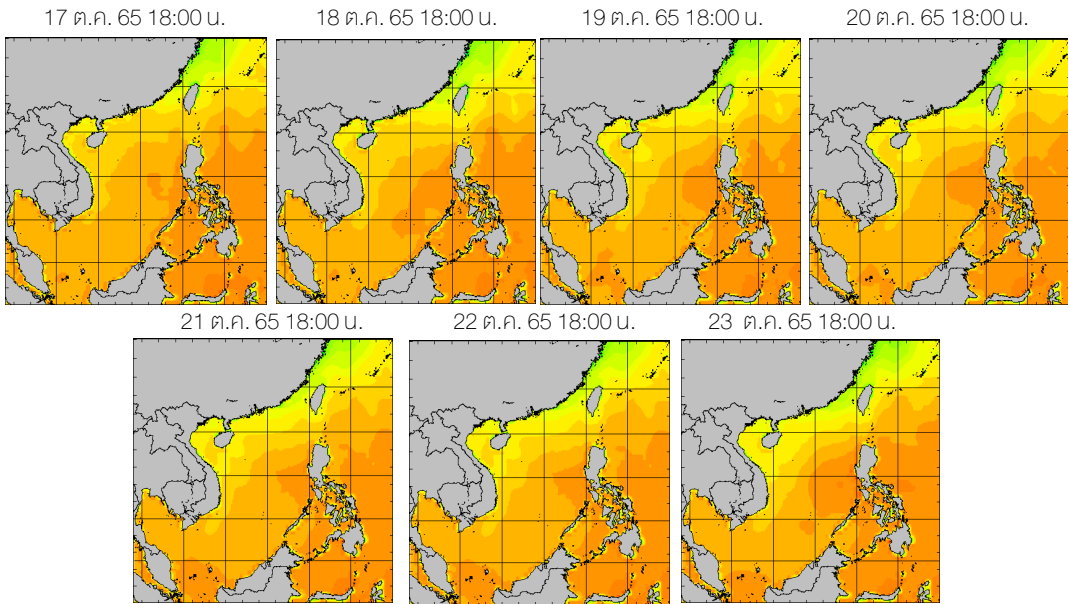 17 ต.ค. 65 18:00 น.
18 ต.ค. 65 18:00 น.
19 ต.ค. 65 18:00 น.
20 ต.ค. 65 18:00 น.
21 ต.ค. 65 18:00 น.
22 ต.ค. 65 18:00 น.
23 ต.ค. 65 18:00 น.